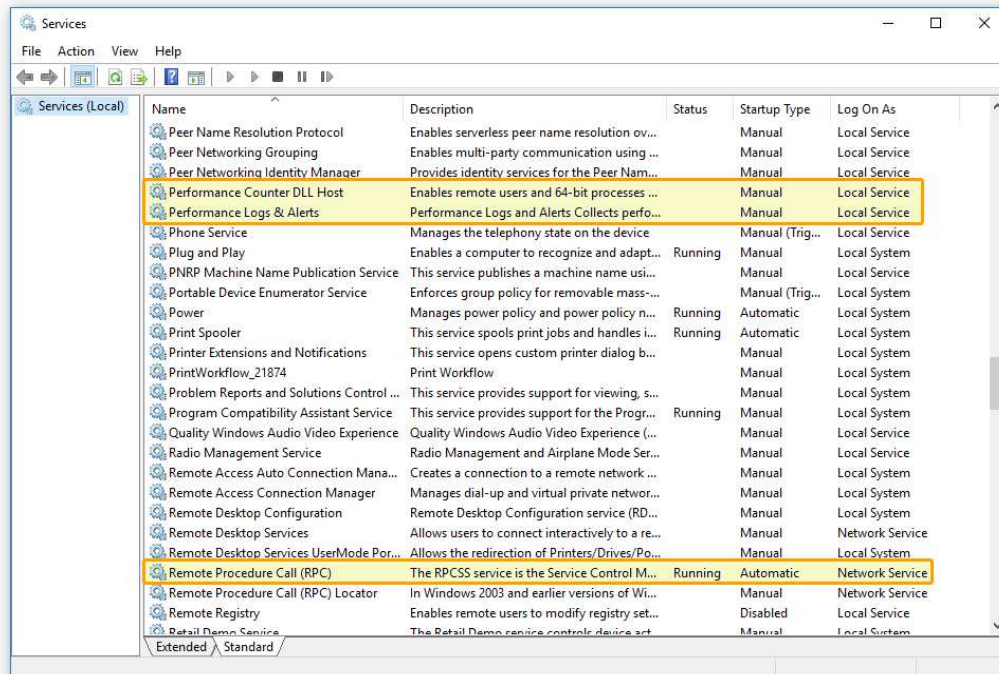 Services
File Action View Help
Services (Local)
Name Description Status Startup Type Log On As
Peer Name Resolution Protocol Enables serverless peer name resolution ov... Manual Local Service
Peer Networking Grouping Enables multi-party communication using ... Manual Local Service
Peer Networking Identity Manager Provides identity services for the Peer Nam... Manual Local Service
Performance Counter DLL Host Enables remote users and 64-bit processes ... Manual Local Service
Performance Logs & Alerts Performance Logs and Alerts Collects perfo... Manual Local Service
Phone Service Manages the telephony state on the device Manual (Trig... Local Service
Plug and Play Enables a computer to recognize and adapt... Running Manual Local System
PNRP Machine Name Publication Service This service publishes a machine name usi... Manual Local Service
Portable Device Enumerator Service Enforces group policy for removable mass-... Manual (Trig... Local System
Power Manages power policy and power policy n... Running Automatic Local System
Print Spooler This service spools print jobs and handles i... Running Automatic Local System
Printer Extensions and Notifications This service opens custom printer dialog b... Manual Local System
PrintWorkflow_21874 Print Workflow Manual Local System
Problem Reports and Solutions Control ... This service provides support for viewing, s... Manual Local System
Program Compatibility Assistant Service This service provides support for the Progr... Running Manual Local System
Quality Windows Audio Video Experience Quality Windows Audio Video Experience (... Manual Local Service
Radio Management Service Radio Management and Airplane Mode Ser... Manual Local Service
Remote Access Auto Connection Mana... Creates a connection to a remote network ... Manual Local System
Remote Access Connection Manager Manages dial-up and virtual private networ... Manual Local System
Remote Desktop Configuration Remote Desktop Configuration service (RD... Manual Local System
Remote Desktop Services Allows users to connect interactively to a re... Manual Network Service
Remote Desktop Services UserMode Por... Allows the redirection of Printers/Drives/Po... Manual Local System
Remote Procedure Call (RPC) The RPCSS service is the Service Control M... Running Automatic Network Service
Remote Procedure Call (RPC) Locator In Windows 2003 and earlier versions of Wi... Manual Network Service
Remote Registry Enables remote users to modify registry set... Disabled Local Service
Retail Demo Service The Retail Demo service controls device act... Manual Local System
Extended Standard